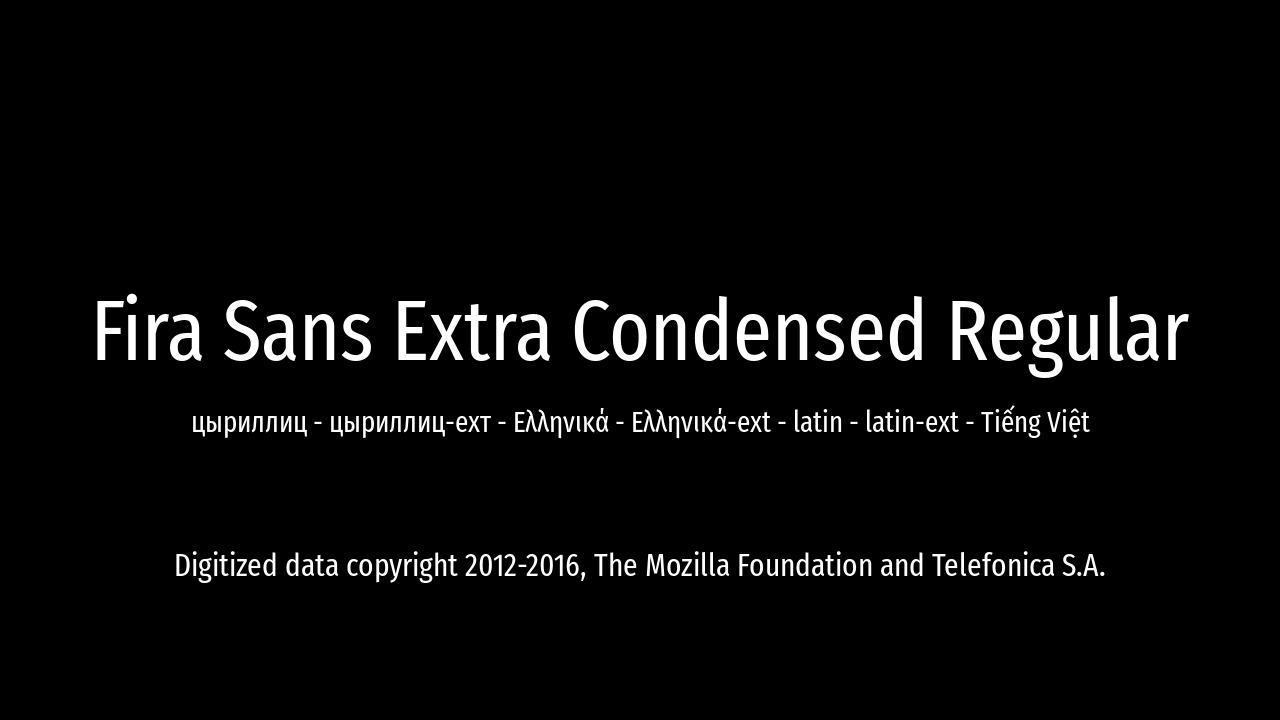 Fira Sans Extra Condensed Regular
цыриллиц - цыриллиц-ехт - Ελληνικά - Ελληνικά-ext - latin - latin-ext - Tiếng Việt
Digitized data copyright 2012-2016, The Mozilla Foundation and Telefonica S.A.